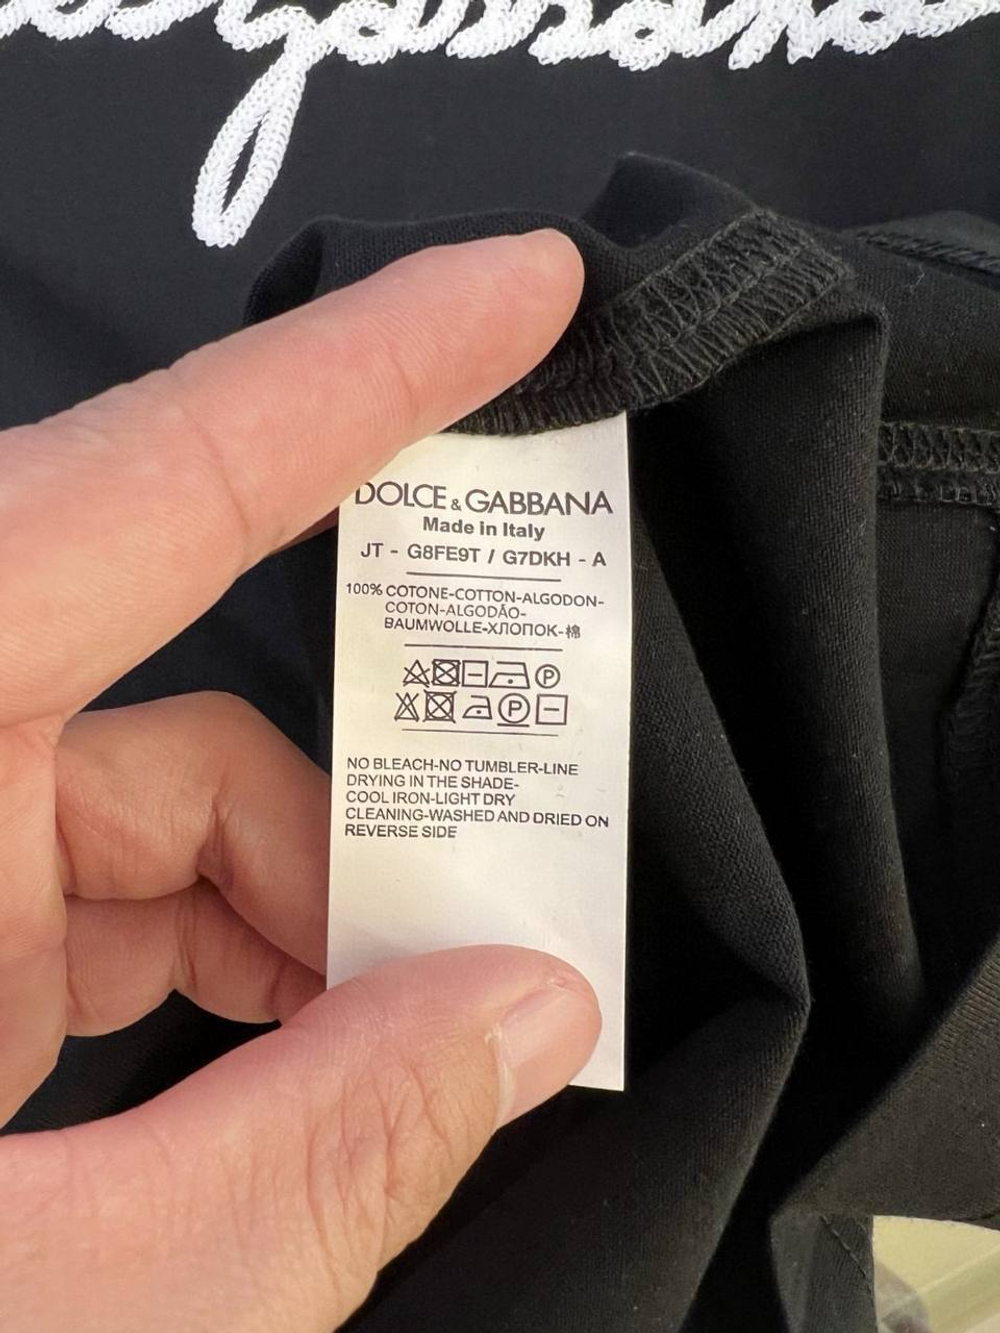 DOLCE & GABBANA
Made in Italy
JT - G8FE9T / G7DKH - A
100% COTONE-COTTON-ALGODON-
COTON-ALGODÃO-
BAUMWOLLE-ХЛОПОК-棉
P
P
NO BLEACH-NO TUMBLER-LINE
DRYING IN THE SHADE-
COOL IRON-LIGHT DRY
CLEANING-WASHED AND DRIED ON
REVERSE SIDE